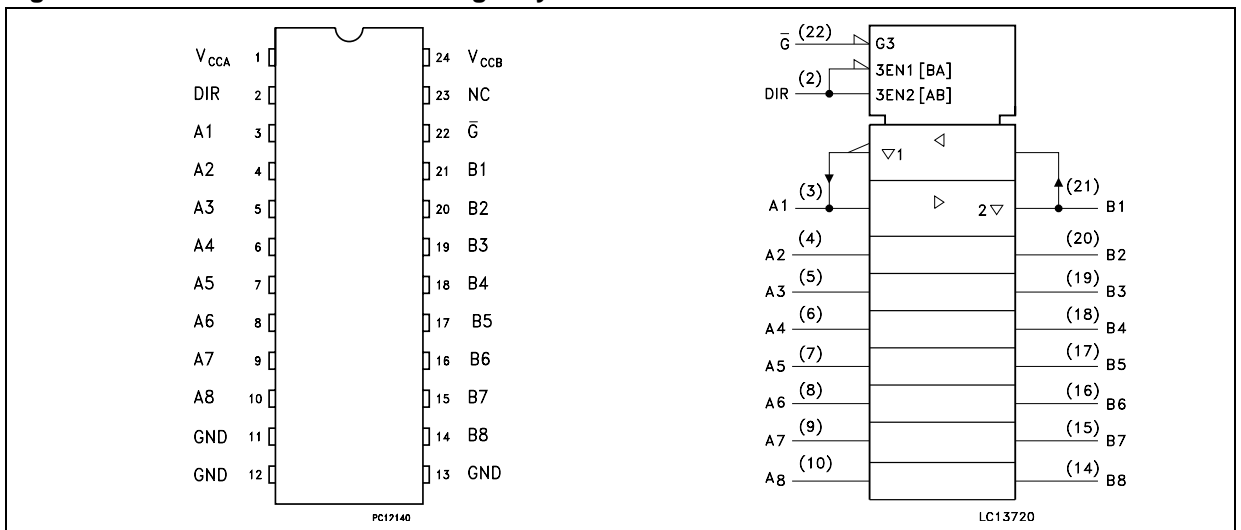 V CCA 1 24 V CCB
DIR 2 23 NC
A1 3 22 G̅
A2 4 21 B1
A3 5 20 B2
A4 6 19 B3
A5 7 18 B4
A6 8 17 B5
A7 9 16 B6
A8 10 15 B7
GND 11 14 B8
GND 12 13 GND
PC12140
G̅ (22) G3
3EN1 [BA]
DIR (2) 3EN2 [AB]
▽1 ◁
A1 (3) ▷ 2▽ (21) B1
A2 (4) (20) B2
A3 (5) (19) B3
A4 (6) (18) B4
A5 (7) (17) B5
A6 (8) (16) B6
A7 (9) (15) B7
A8 (10) (14) B8
LC13720